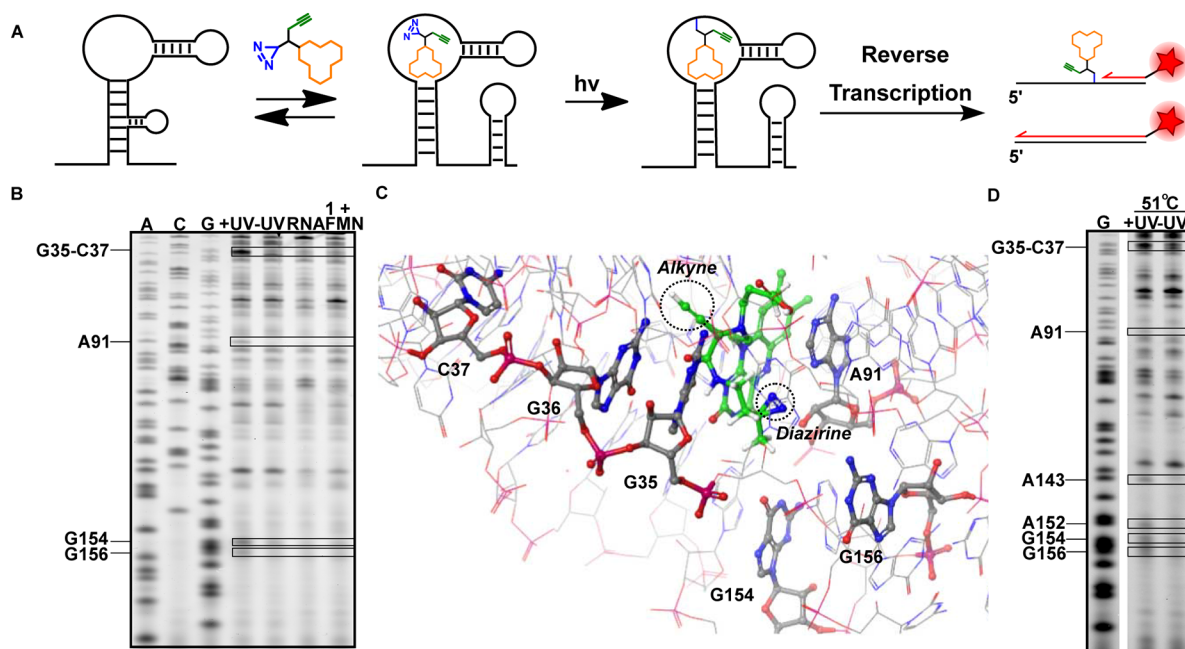 A
N
N
N
N
hν
Reverse
Transcription
5'
5'
B
A C G +UV -UV RNA 1 + FMN
G35-C37
A91
G154
G156
C
Alkyne
C37
G36
G35
A91
Diazirine
G156
G154
D
51°C
G +UV -UV
G35-C37
A91
A143
A152
G154
G156